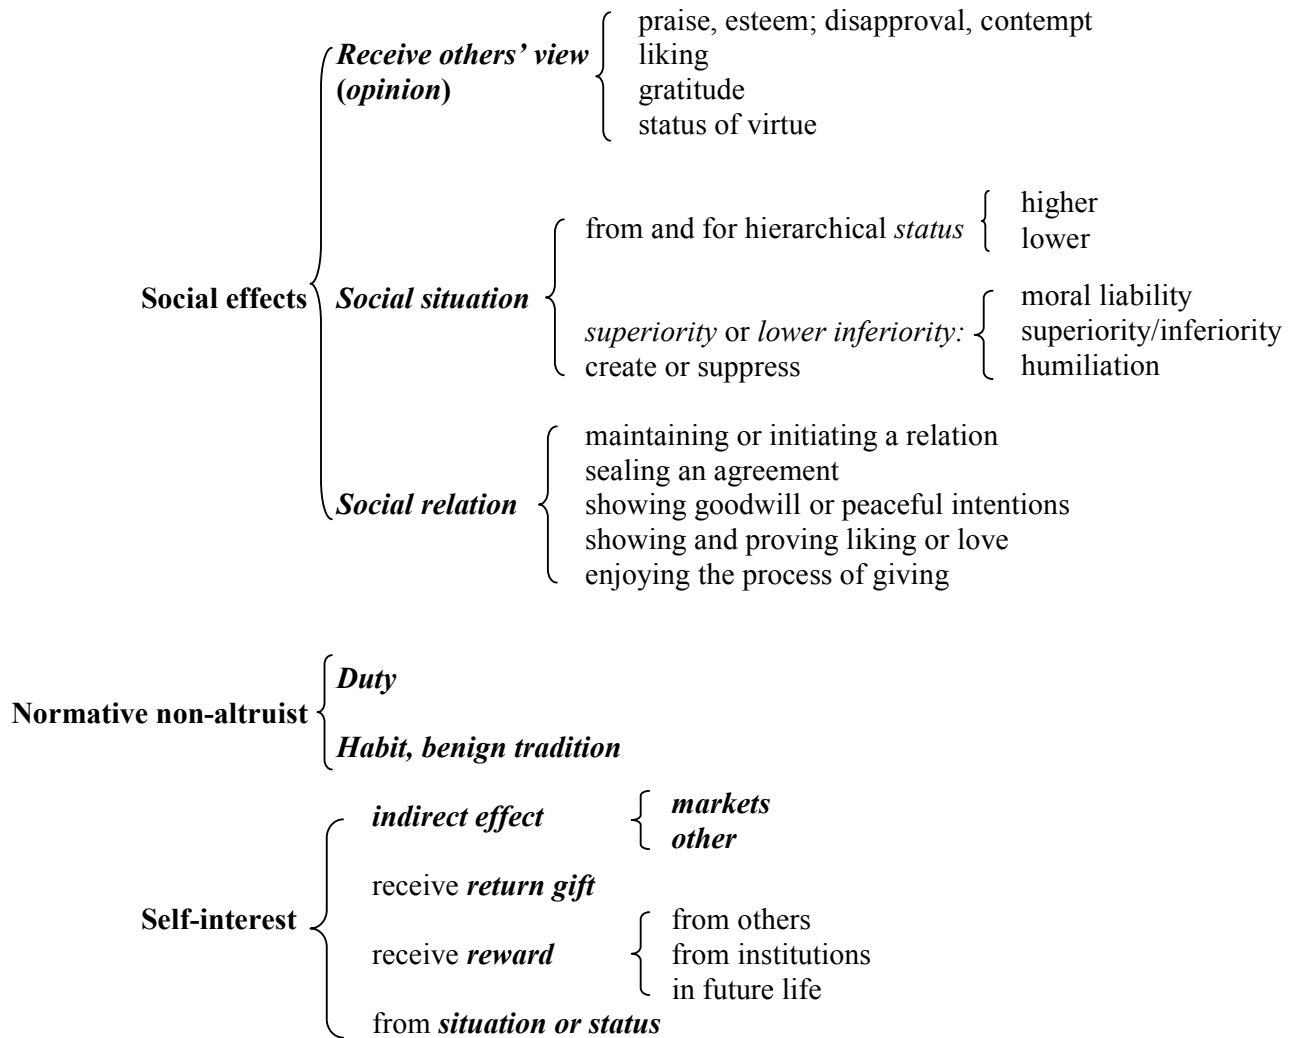 praise, esteem; disapproval, contempt
Receive others’ view
liking
(opinion)
gratitude
status of virtue
higher
from and for hierarchical status
lower
Social effects
Social situation
moral liability
superiority or lower inferiority:
superiority/inferiority
create or suppress
humiliation
maintaining or initiating a relation
sealing an agreement
Social relation
showing goodwill or peaceful intentions
showing and proving liking or love
enjoying the process of giving
Duty
Normative non-altruist
Habit, benign tradition
indirect effect
markets
other
receive return gift
Self-interest
from others
receive reward
from institutions
in future life
from situation or status